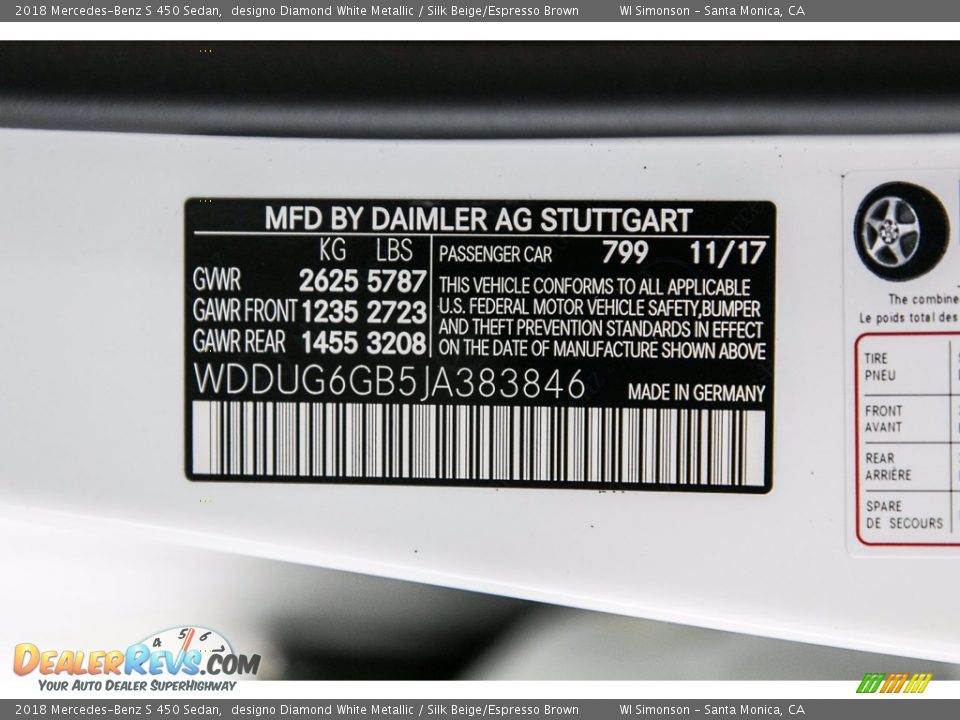 2018 Mercedes-Benz S 450 Sedan,  designo Diamond White Metallic / Silk Beige/Espresso Brown  WI Simonson - Santa Monica, CA
MFD BY DAIMLER AG STUTTGART
KG LBS
GVWR 2625 5787
GAWR FRONT 1235 2723
GAWR REAR 1455 3208
PASSENGER CAR 799 11/17
THIS VEHICLE CONFORMS TO ALL APPLICABLE
U.S. FEDERAL MOTOR VEHICLE SAFETY,BUMPER
AND THEFT PREVENTION STANDARDS IN EFFECT
ON THE DATE OF MANUFACTURE SHOWN ABOVE
WDDUG6GB5JA383846 MADE IN GERMANY
The combine
Le poids total des
TIRE
PNEU
FRONT
AVANT
REAR
ARRIÈRE
SPARE
DE SECOURS
4 5 6
DEALERREVS.COM
YOUR AUTO DEALER SUPERHIGHWAY
2018 Mercedes-Benz S 450 Sedan,  designo Diamond White Metallic / Silk Beige/Espresso Brown  WI Simonson - Santa Monica, CA